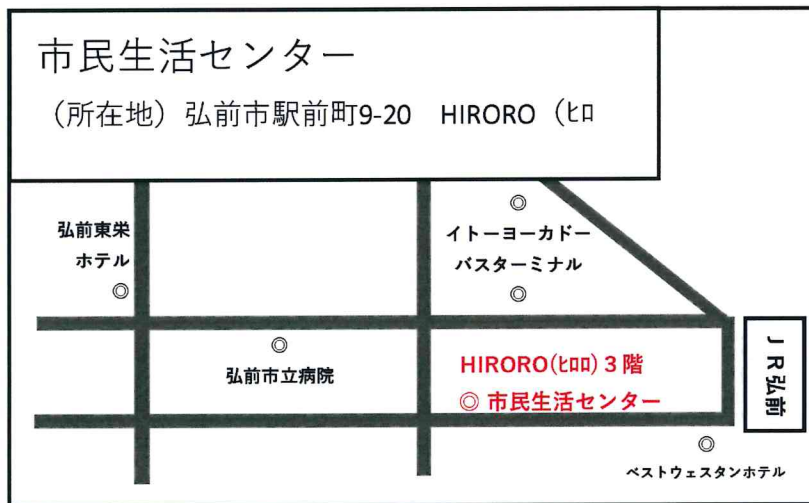 市民生活センター
（所在地）弘前市駅前町9-20　HIRORO（ﾋﾛ
弘前東栄
ホテル
◎
◎
イトーヨーカドー
バスターミナル
◎
◎
弘前市立病院
HIRORO(ﾋﾛﾛ)３階
◎ 市民生活センター
ＪＲ弘前
◎
ベストウェスタンホテル